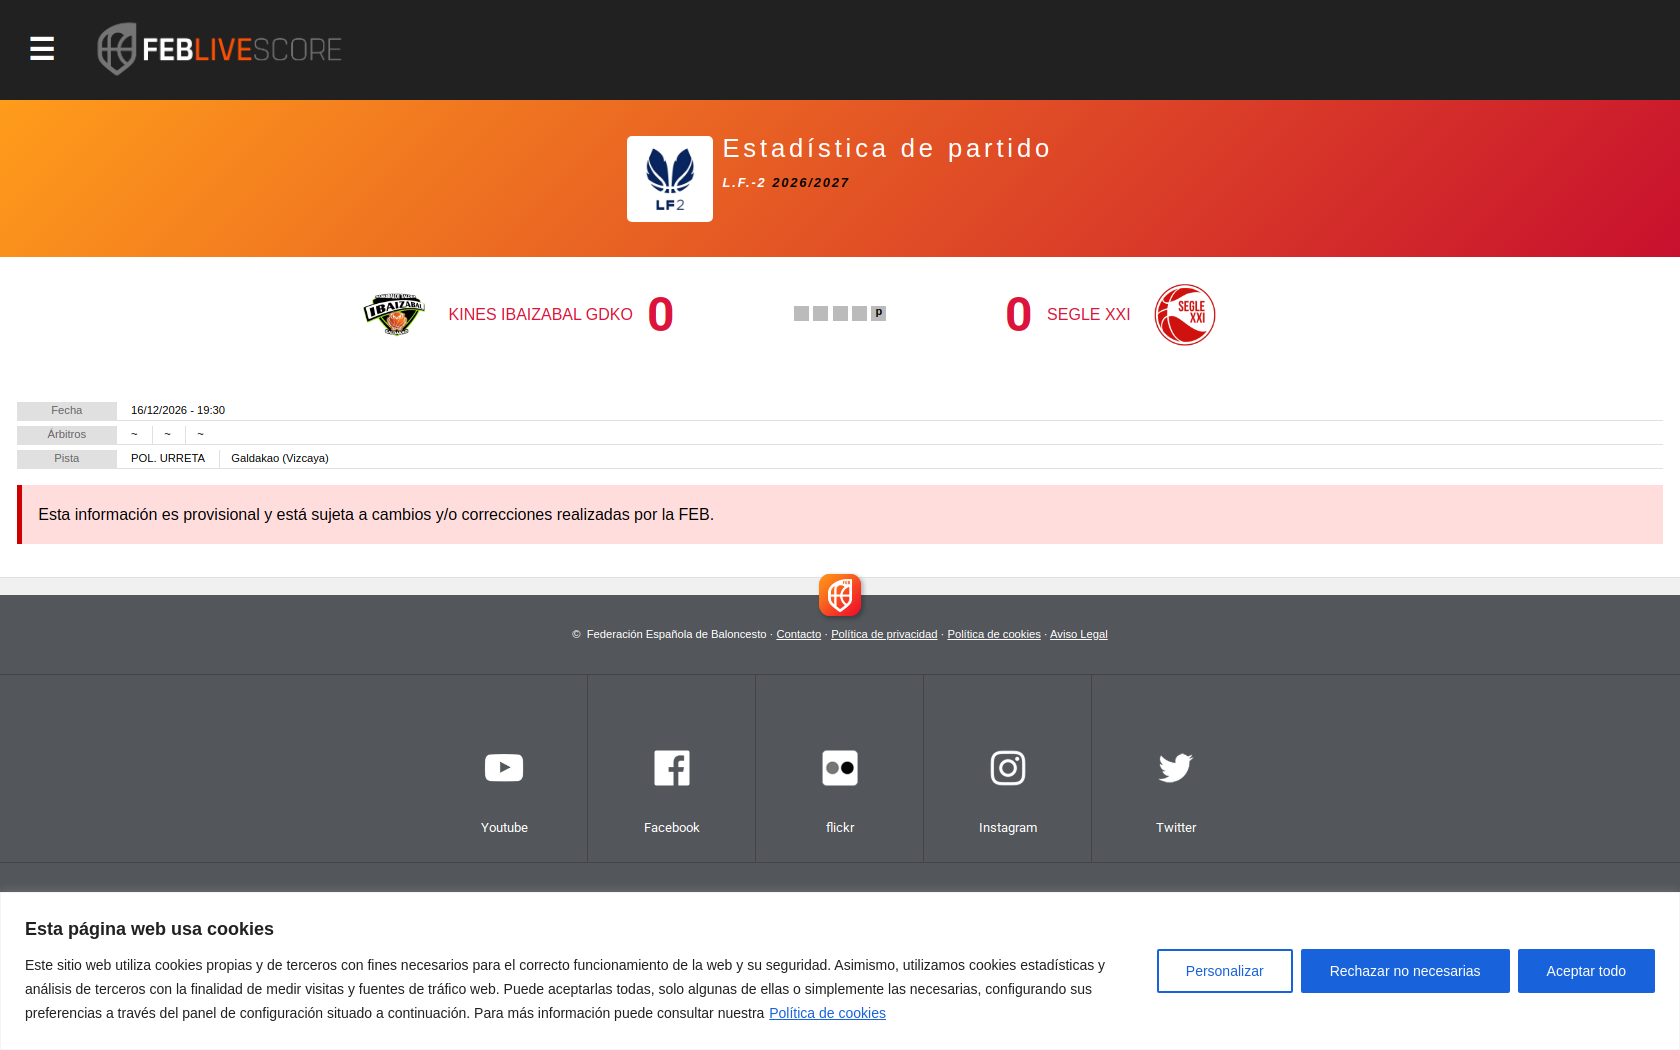 ☰ FEBLIVESCORE
Estadística de partido
LF2
L.F.-2 2026/2027
IBAIZABAL
KINES IBAIZABAL GDKO 0
p
0 SEGLE XXI
SEGLE XXI
Fecha 16/12/2026 - 19:30
Árbitros ~ ~ ~
Pista POL. URRETA Galdakao (Vizcaya)
Esta información es provisional y está sujeta a cambios y/o correcciones realizadas por la FEB.
© Federación Española de Baloncesto · Contacto · Política de privacidad · Política de cookies · Aviso Legal
Youtube Facebook flickr Instagram Twitter
Esta página web usa cookies
Este sitio web utiliza cookies propias y de terceros con fines necesarios para el correcto funcionamiento de la web y su seguridad. Asimismo, utilizamos cookies estadísticas y
análisis de terceros con la finalidad de medir visitas y fuentes de tráfico web. Puede aceptarlas todas, solo algunas de ellas o simplemente las necesarias, configurando sus
preferencias a través del panel de configuración situado a continuación. Para más información puede consultar nuestra Política de cookies
Personalizar Rechazar no necesarias Aceptar todo